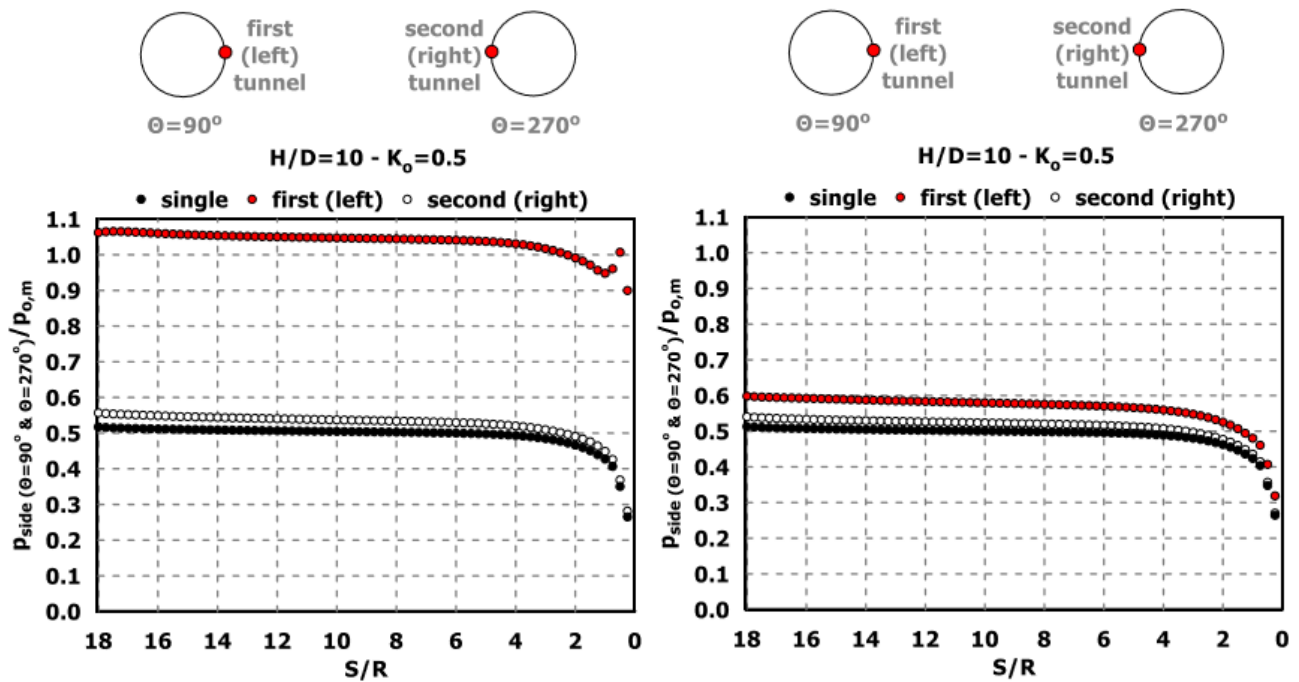 first
(left)
tunnel
second
(right)
tunnel
Θ=90°
Θ=270°
H/D=10 - Kₒ=0.5
single first (left) second (right)
pside (Θ=90° & Θ=270°)/po,m
1.1
1.0
0.9
0.8
0.7
0.6
0.5
0.4
0.3
0.2
0.1
0.0
18 16 14 12 10 8 6 4 2 0
S/R
first
(left)
tunnel
second
(right)
tunnel
Θ=90°
Θ=270°
H/D=10 - Kₒ=0.5
single first (left) second (right)
pside (Θ=90° & Θ=270°)/po,m
1.1
1.0
0.9
0.8
0.7
0.6
0.5
0.4
0.3
0.2
0.1
0.0
18 16 14 12 10 8 6 4 2 0
S/R